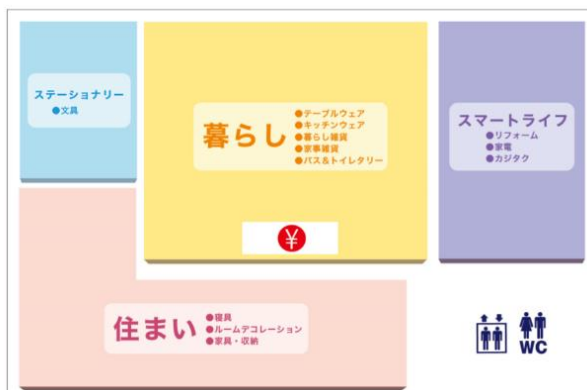 ステーショナリー
●文具
暮らし
●テーブルウェア
●キッチンウェア
●暮らし雑貨
●家事雑貨
●バス&トイレタリー
スマートライフ
●リフォーム
●家電
●カジタク
¥
住まい
●寝具
●ルームデコレーション
●家具・収納
WC